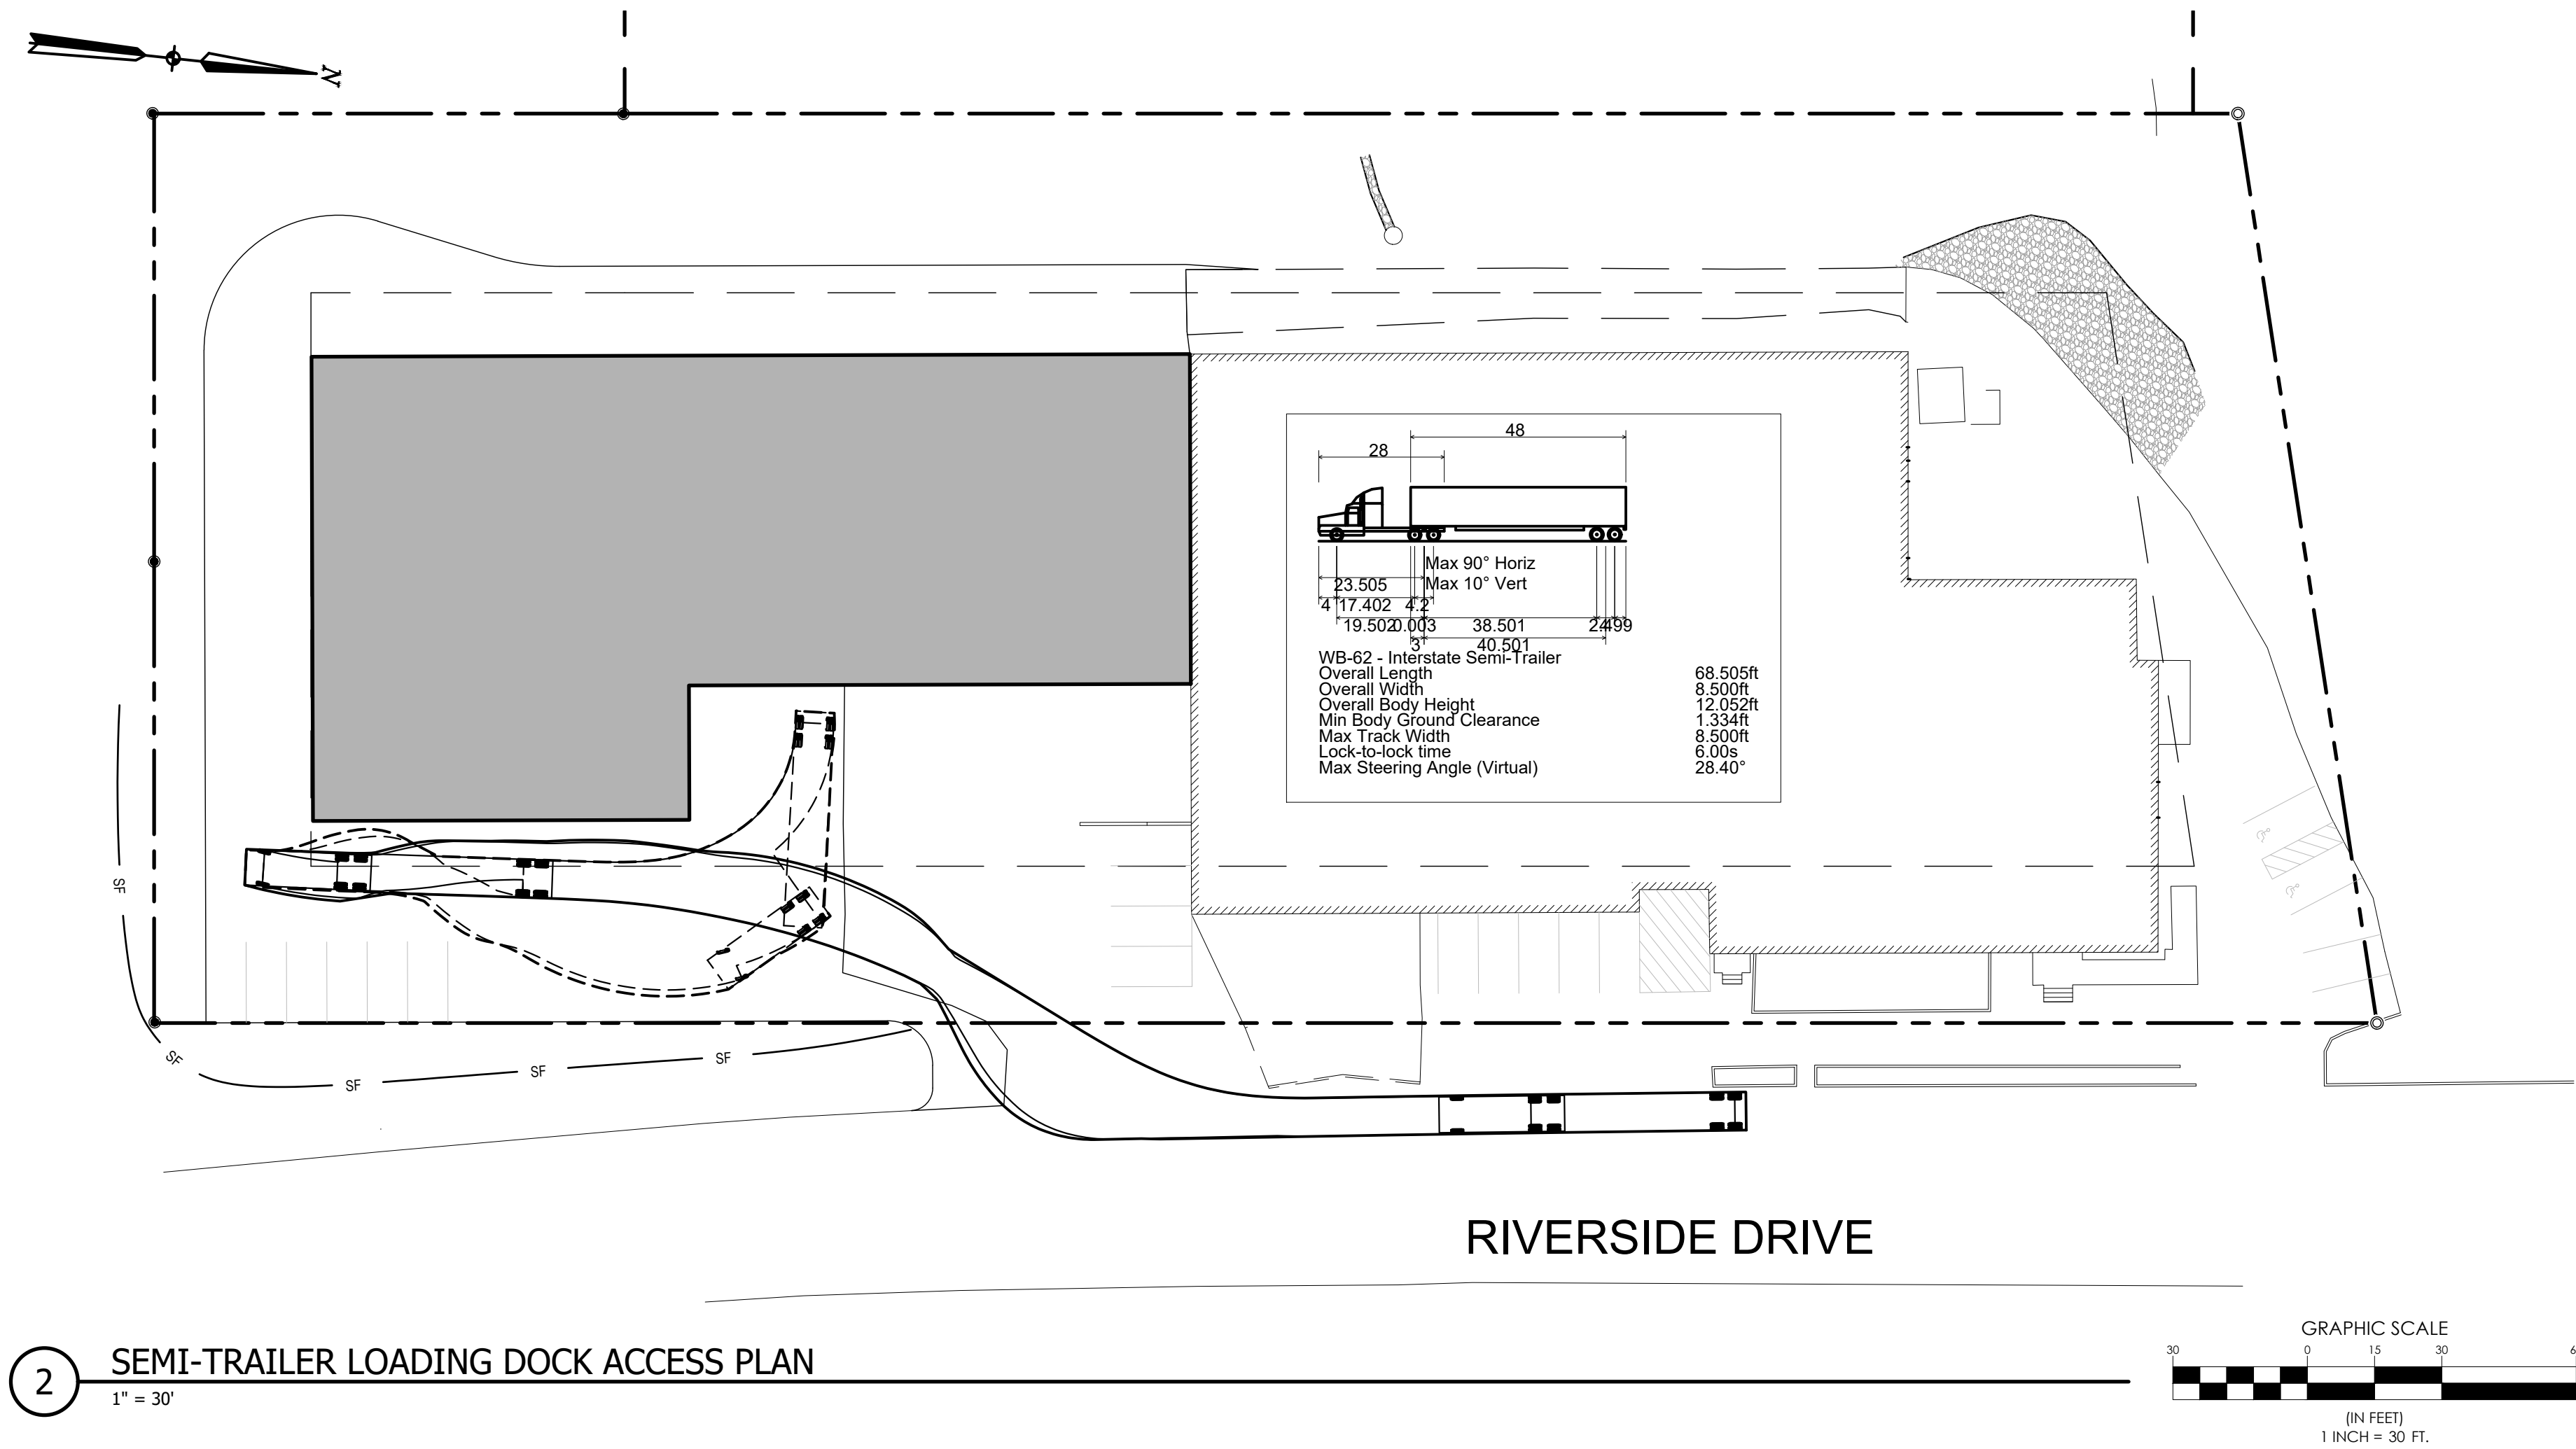 N
48
28
Max 90° Horiz
23.505 Max 10° Vert
4 17.402 4.2
19.502 0.003 38.501 2.499
3 40.501
WB-62 - Interstate Semi-Trailer
Overall Length 68.505ft
Overall Width 8.500ft
Overall Body Height 12.052ft
Min Body Ground Clearance 1.334ft
Max Track Width 8.500ft
Lock-to-lock time 6.00s
Max Steering Angle (Virtual) 28.40°
SF
SF
SF
SF
SF
RIVERSIDE DRIVE
2 SEMI-TRAILER LOADING DOCK ACCESS PLAN
1" = 30'
GRAPHIC SCALE
30 0 15 30
(IN FEET)
1 INCH = 30 FT.